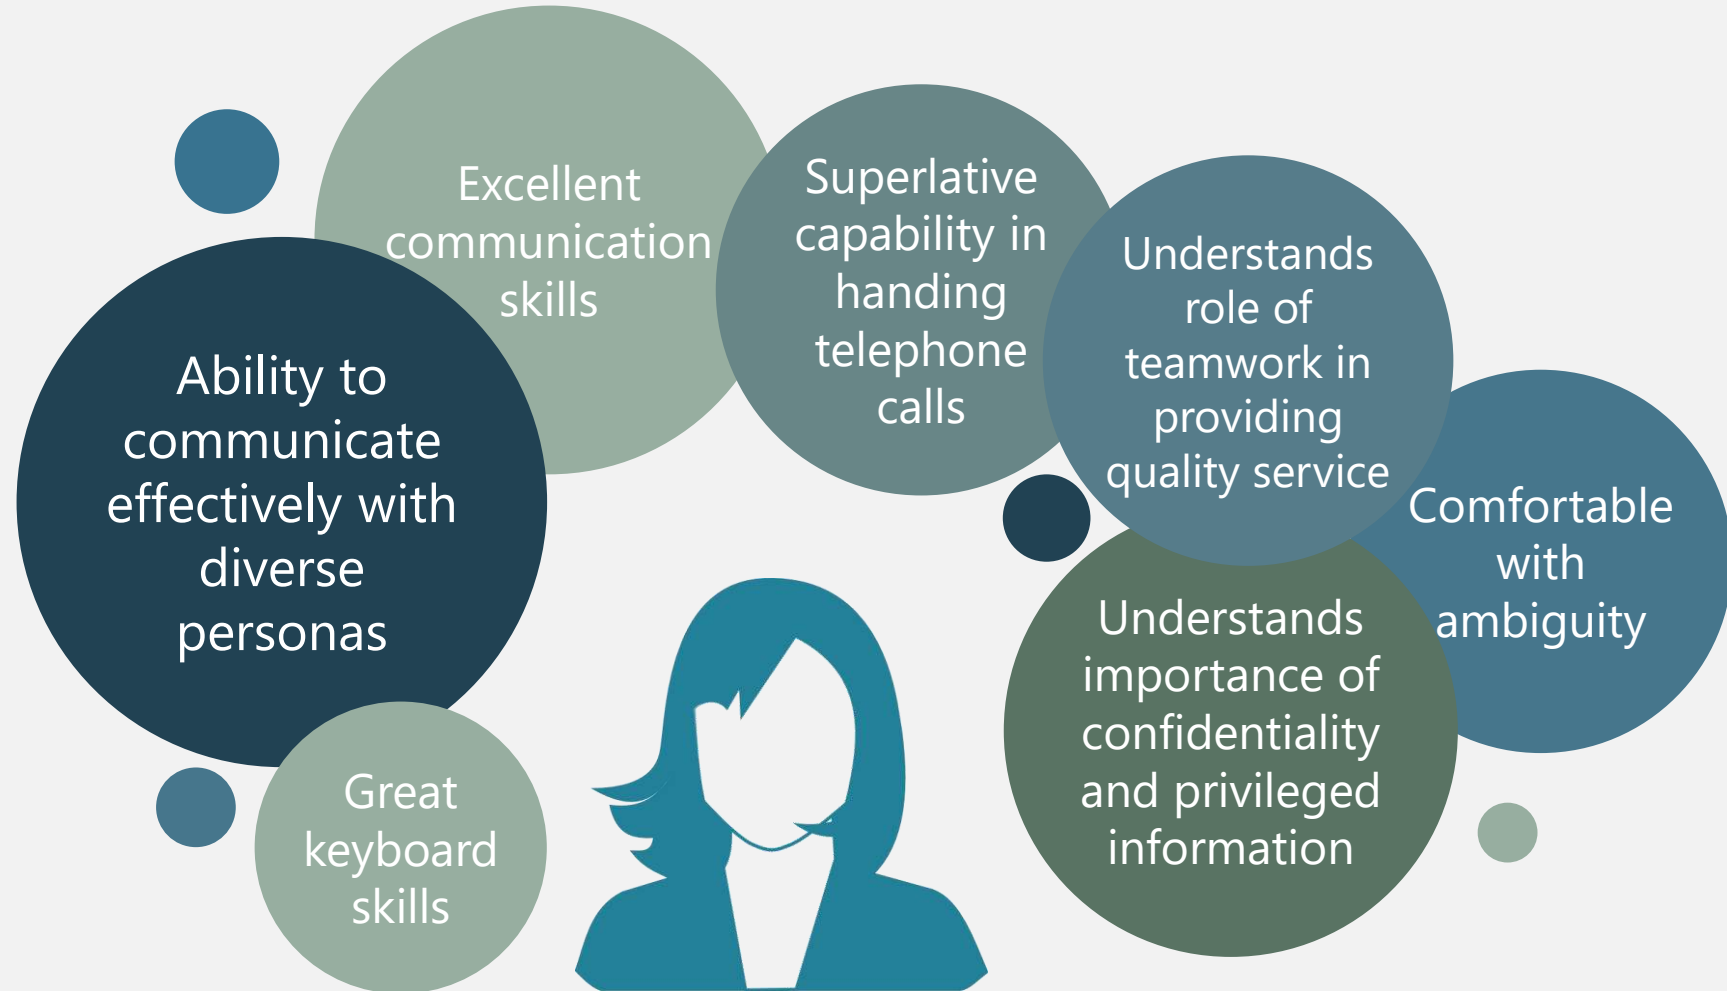 Excellent
communication
skills
Superlative
capability in
handing
telephone
calls
Understands
role of
teamwork in
providing
quality service
Ability to
communicate
effectively with
diverse
personas
Comfortable
with
ambiguity
Understands
importance of
confidentiality
and privileged
information
Great
keyboard
skills